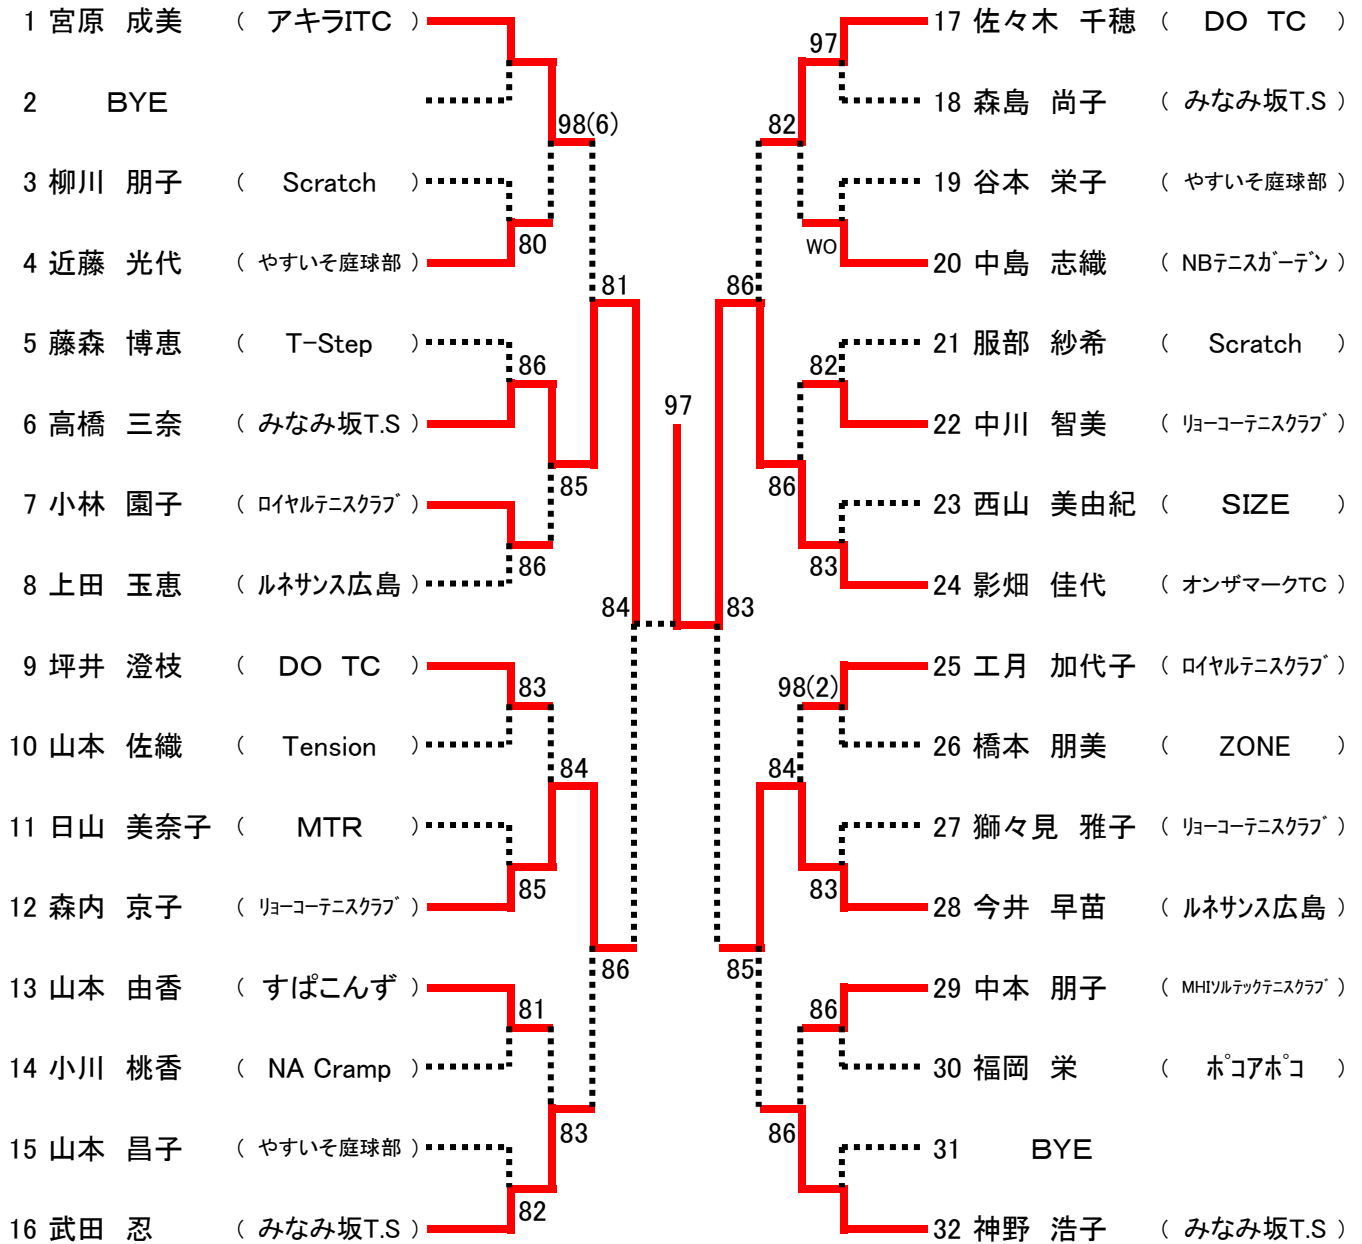 1 宮原 成美 ( アキラITC )
2 BYE
98(6)
3 柳川 朋子 ( Scratch )
80
4 近藤 光代 ( やすいそ庭球部 )
81
5 藤森 博恵 ( T-Step )
86
6 高橋 三奈 ( みなみ坂T.S )
85
7 小林 園子 ( ロイヤルテニスクラブ )
86
8 上田 玉恵 ( ルネサンス広島 )
84
9 坪井 澄枝 ( DO TC )
83
10 山本 佐織 ( Tension )
84
11 日山 美奈子 ( MTR )
85
12 森内 京子 ( リョーコーテニスクラブ )
86
13 山本 由香 ( すぱこんず )
81
14 小川 桃香 ( NA Cramp )
83
15 山本 昌子 ( やすいそ庭球部 )
82
16 武田 忍 ( みなみ坂T.S )
97
17 佐々木 千穂 ( DO TC )
97
18 森島 尚子 ( みなみ坂T.S )
82
19 谷本 栄子 ( やすいそ庭球部 )
WO
20 中島 志織 ( NBテニスガーデン )
86
21 服部 紗希 ( Scratch )
82
22 中川 智美 ( リョーコーテニスクラブ )
86
23 西山 美由紀 ( SIZE )
83
24 影畑 佳代 ( オンザマークTC )
83
25 工月 加代子 ( ロイヤルテニスクラブ )
98(2)
26 橋本 朋美 ( ZONE )
84
27 獅々見 雅子 ( リョーコーテニスクラブ )
83
28 今井 早苗 ( ルネサンス広島 )
85
29 中本 朋子 ( MHIソルテックテニスクラブ )
86
30 福岡 栄 ( ポコアポコ )
86
31 BYE
32 神野 浩子 ( みなみ坂T.S )